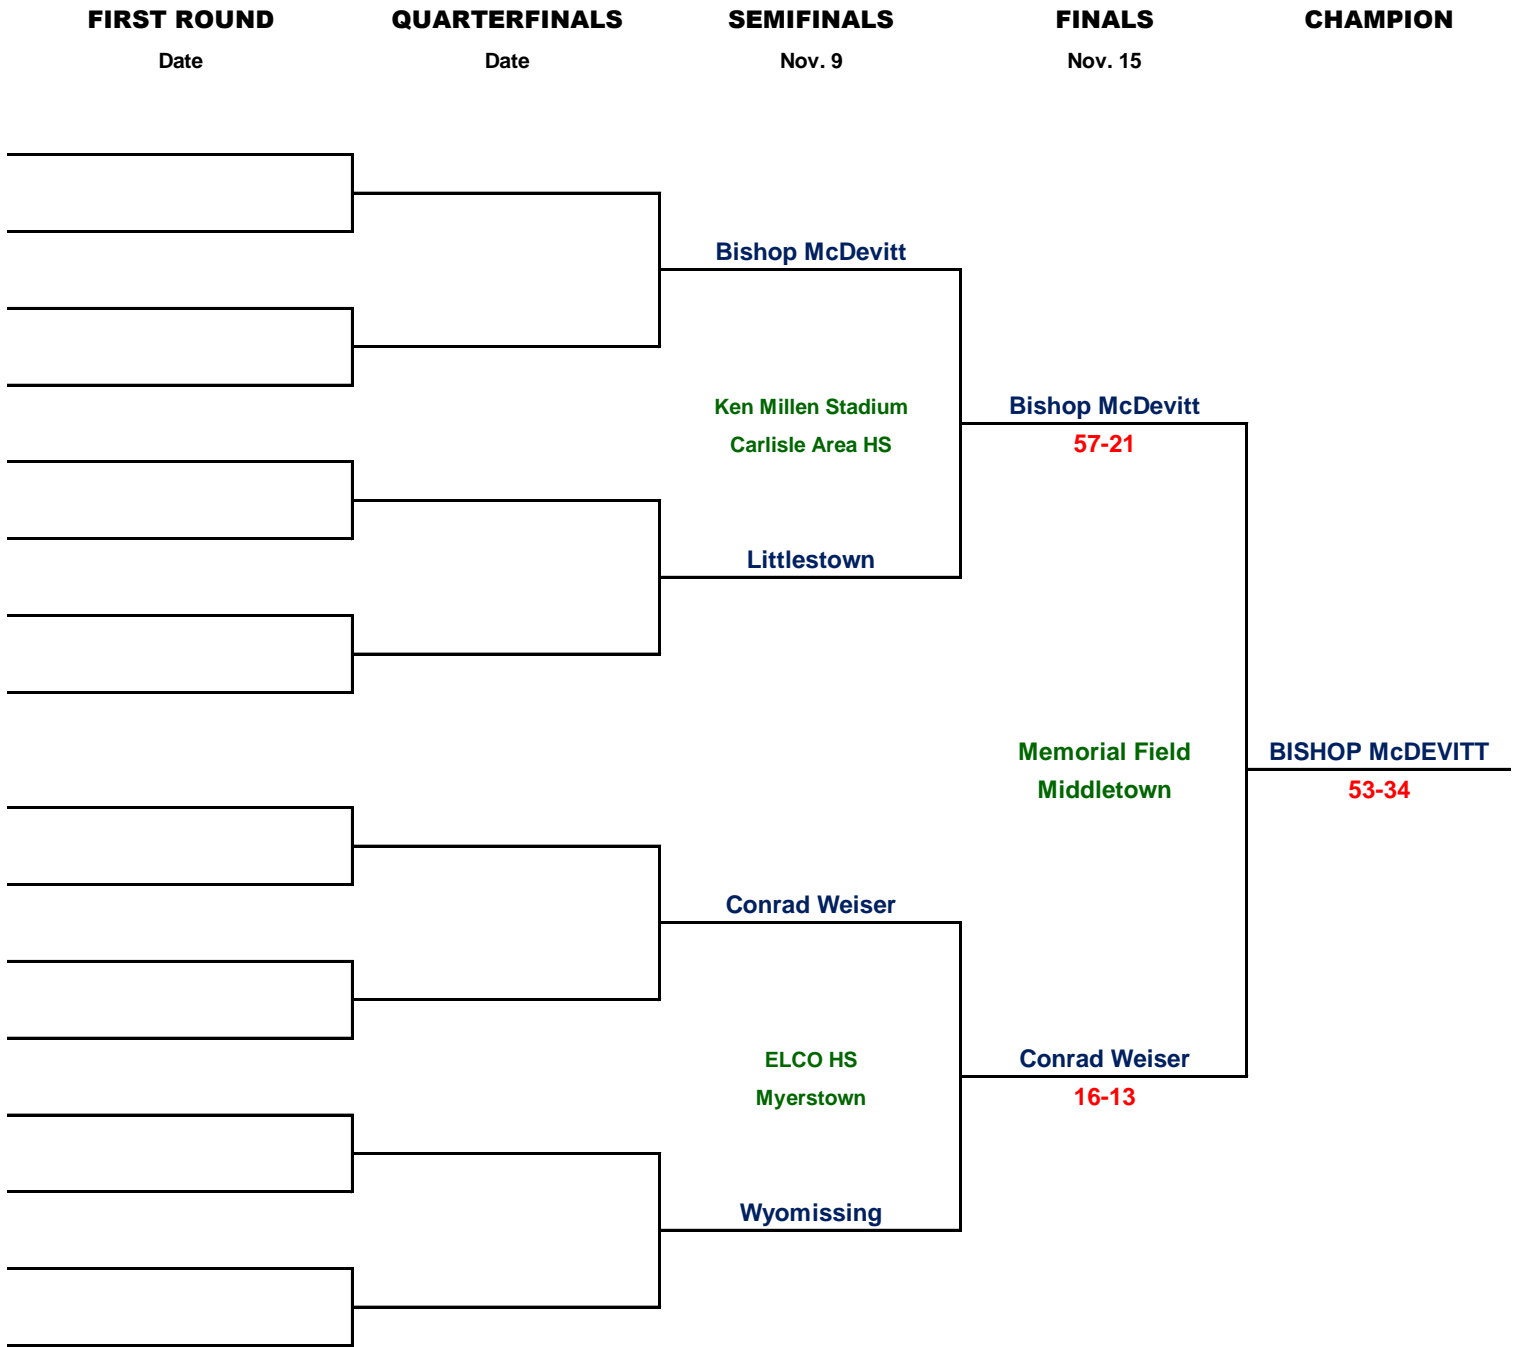 FIRST ROUND QUARTERFINALS SEMIFINALS FINALS CHAMPION
Date Date Nov. 9 Nov. 15
Bishop McDevitt
Ken Millen Stadium Bishop McDevitt
Carlisle Area HS 57-21
Littlestown
Memorial Field BISHOP McDEVITT
Middletown 53-34
Conrad Weiser
ELCO HS Conrad Weiser
Myerstown 16-13
Wyomissing